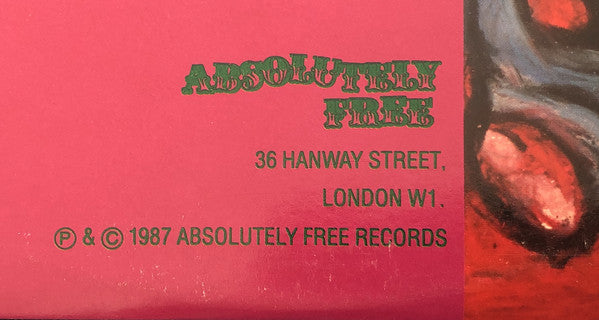 ABSOLUTELY
FREE
36 HANWAY STREET,
LONDON W1.
℗ & © 1987 ABSOLUTELY FREE RECORDS